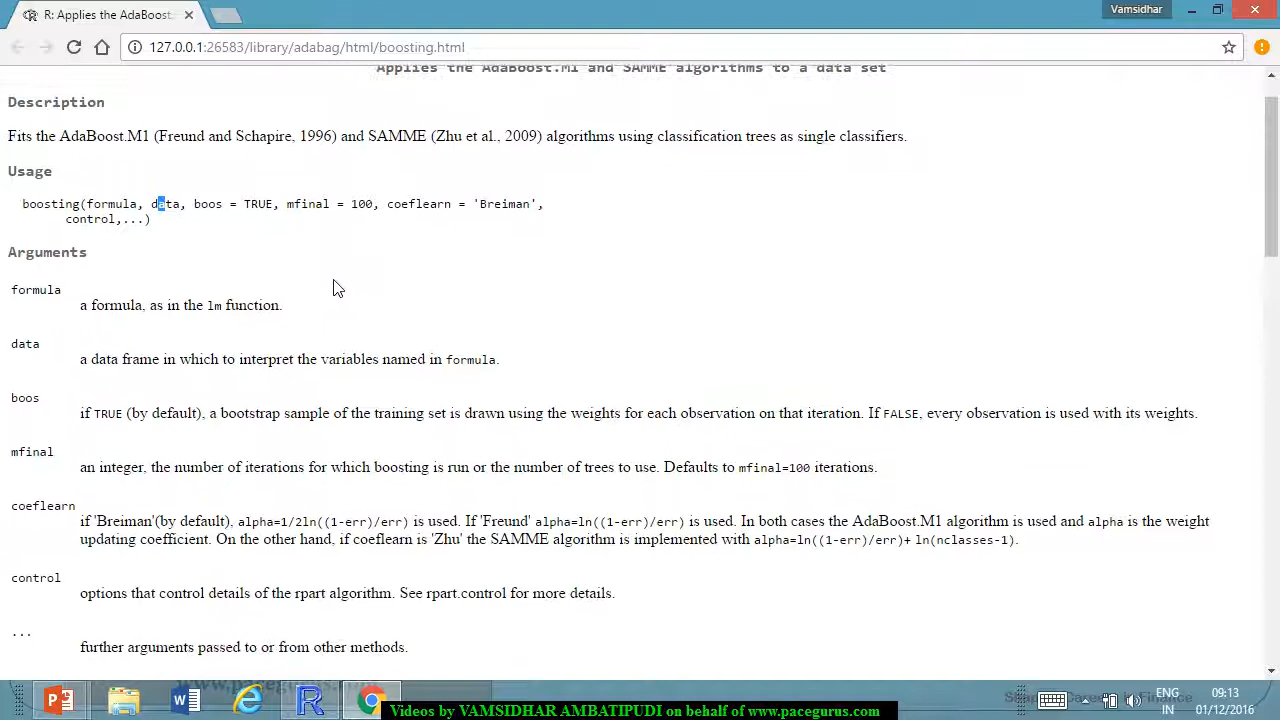 R: Applies the AdaBoost.
Vamsidhar
127.0.0.1:26583/library/adabag/html/boosting.html
Applies the AdaBoost.M1 and SAMME algorithms to a data set
Description
Fits the AdaBoost.M1 (Freund and Schapire, 1996) and SAMME (Zhu et al., 2009) algorithms using classification trees as single classifiers.
Usage
boosting(formula, data, boos = TRUE, mfinal = 100, coeflearn = 'Breiman',
control,...)
Arguments
formula
a formula, as in the lm function.
data
a data frame in which to interpret the variables named in formula.
boos
if TRUE (by default), a bootstrap sample of the training set is drawn using the weights for each observation on that iteration. If FALSE, every observation is used with its weights.
mfinal
an integer, the number of iterations for which boosting is run or the number of trees to use. Defaults to mfinal=100 iterations.
coeflearn
if 'Breiman'(by default), alpha=1/2ln((1-err)/err) is used. If 'Freund' alpha=ln((1-err)/err) is used. In both cases the AdaBoost.M1 algorithm is used and alpha is the weight
updating coefficient. On the other hand, if coeflearn is 'Zhu' the SAMME algorithm is implemented with alpha=ln((1-err)/err)+ ln(nclasses-1).
control
options that control details of the rpart algorithm. See rpart.control for more details.
...
further arguments passed to or from other methods.
www.pacegurus.com
ENG
IN
09:13
01/12/2016
Videos by VAMSIDHAR AMBATIPUDI on behalf of www.pacegurus.com